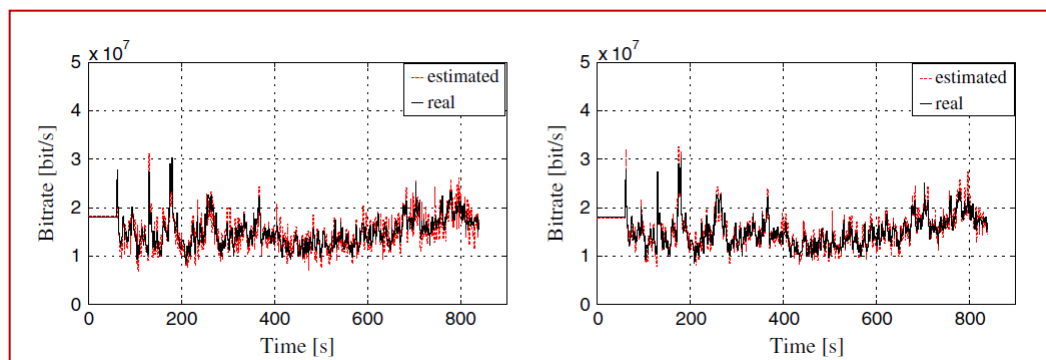 x 10^7
5
4
3
2
1
0
Bitrate [bit/s]
estimated
real
0 200 400 600 800
Time [s]
x 10^7
5
4
3
2
1
0
Bitrate [bit/s]
estimated
real
0 200 400 600 800
Time [s]